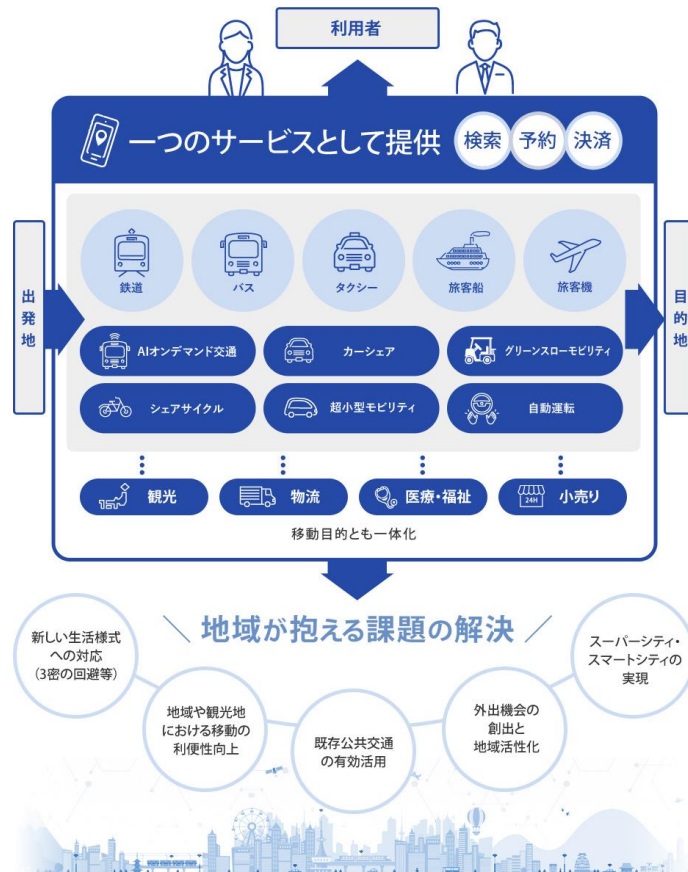 利用者
一つのサービスとして提供 検索 予約 決済
出発地
目的地
鉄道 バス タクシー 旅客船 旅客機
AIオンデマンド交通 カーシェア グリーンスローモビリティ
シェアサイクル 超小型モビリティ 自動運転
観光 物流 医療・福祉 24H 小売り
移動目的とも一体化
地域が抱える課題の解決
新しい生活様式
への対応
(3密の回避等)
地域や観光地
における移動の
利便性向上
既存公共交通
の有効活用
外出機会の
創出と
地域活性化
スーパーシティ・
スマートシティの
実現